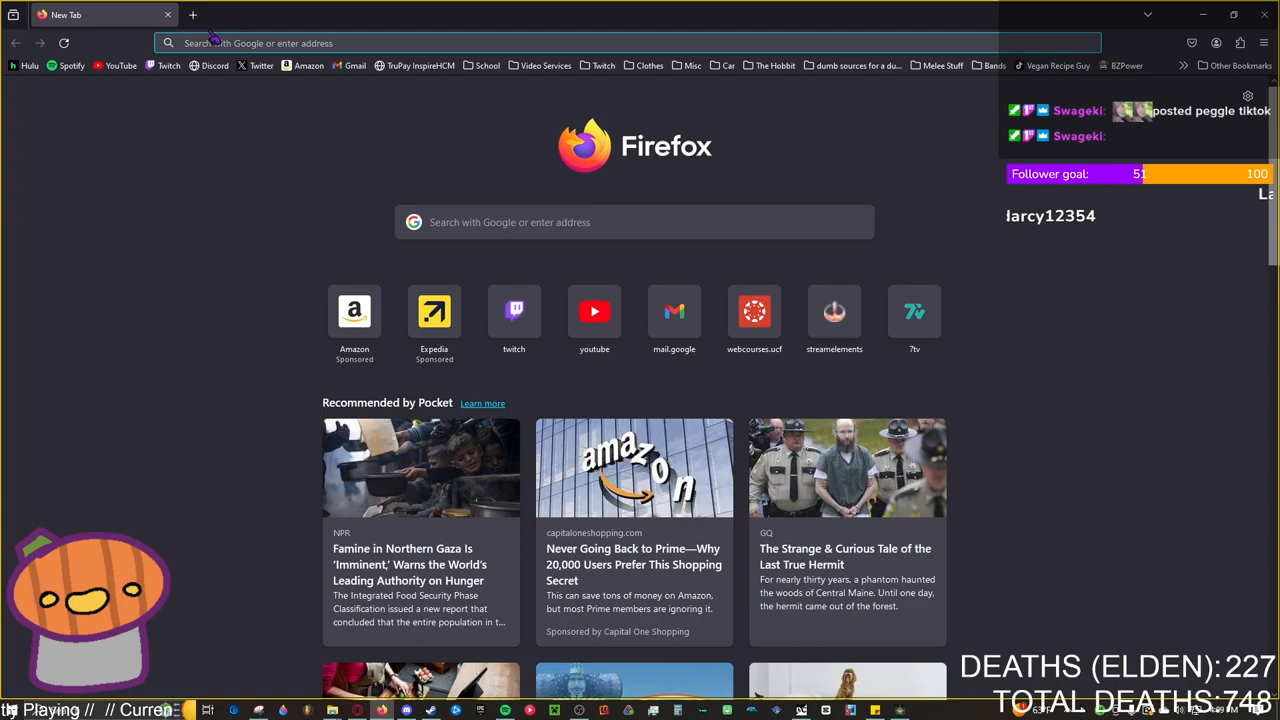 New Tab
Search with Google or enter address
Hulu Spotify YouTube Twitch Discord Twitter Amazon Gmail TruPay InspireHCM School Video Services Twitch Clothes Misc Car The Hobbit dumb sources for a du... Melee Stuff Bands Vegan Recipe Guy BZPower Other Bookmarks
Swageki: posted peggle tiktok
Swageki:
Follower goal: 51 100
darcy12354
Firefox
Search with Google or enter address
Amazon
Sponsored
Expedia
Sponsored
twitch
youtube
mail.google
webcourses.ucf
streamelements
7tv
Recommended by Pocket Learn more
NPR
Famine in Northern Gaza Is
‘Imminent,’ Warns the World’s
Leading Authority on Hunger
The Integrated Food Security Phase
Classification issued a new report that
concluded that the entire population in t...
amazon
capitaloneshopping.com
Never Going Back to Prime—Why
20,000 Users Prefer This Shopping
Secret
This can save tons of money on Amazon,
but most Prime members are ignoring it.
Sponsored by Capital One Shopping
GQ
The Strange & Curious Tale of the
Last True Hermit
For nearly thirty years, a phantom haunted
the woods of Central Maine. Until one day,
the hermit came out of the forest.
DEATHS (ELDEN): 227
TOTAL DEATHS:748
Playing // // Curren